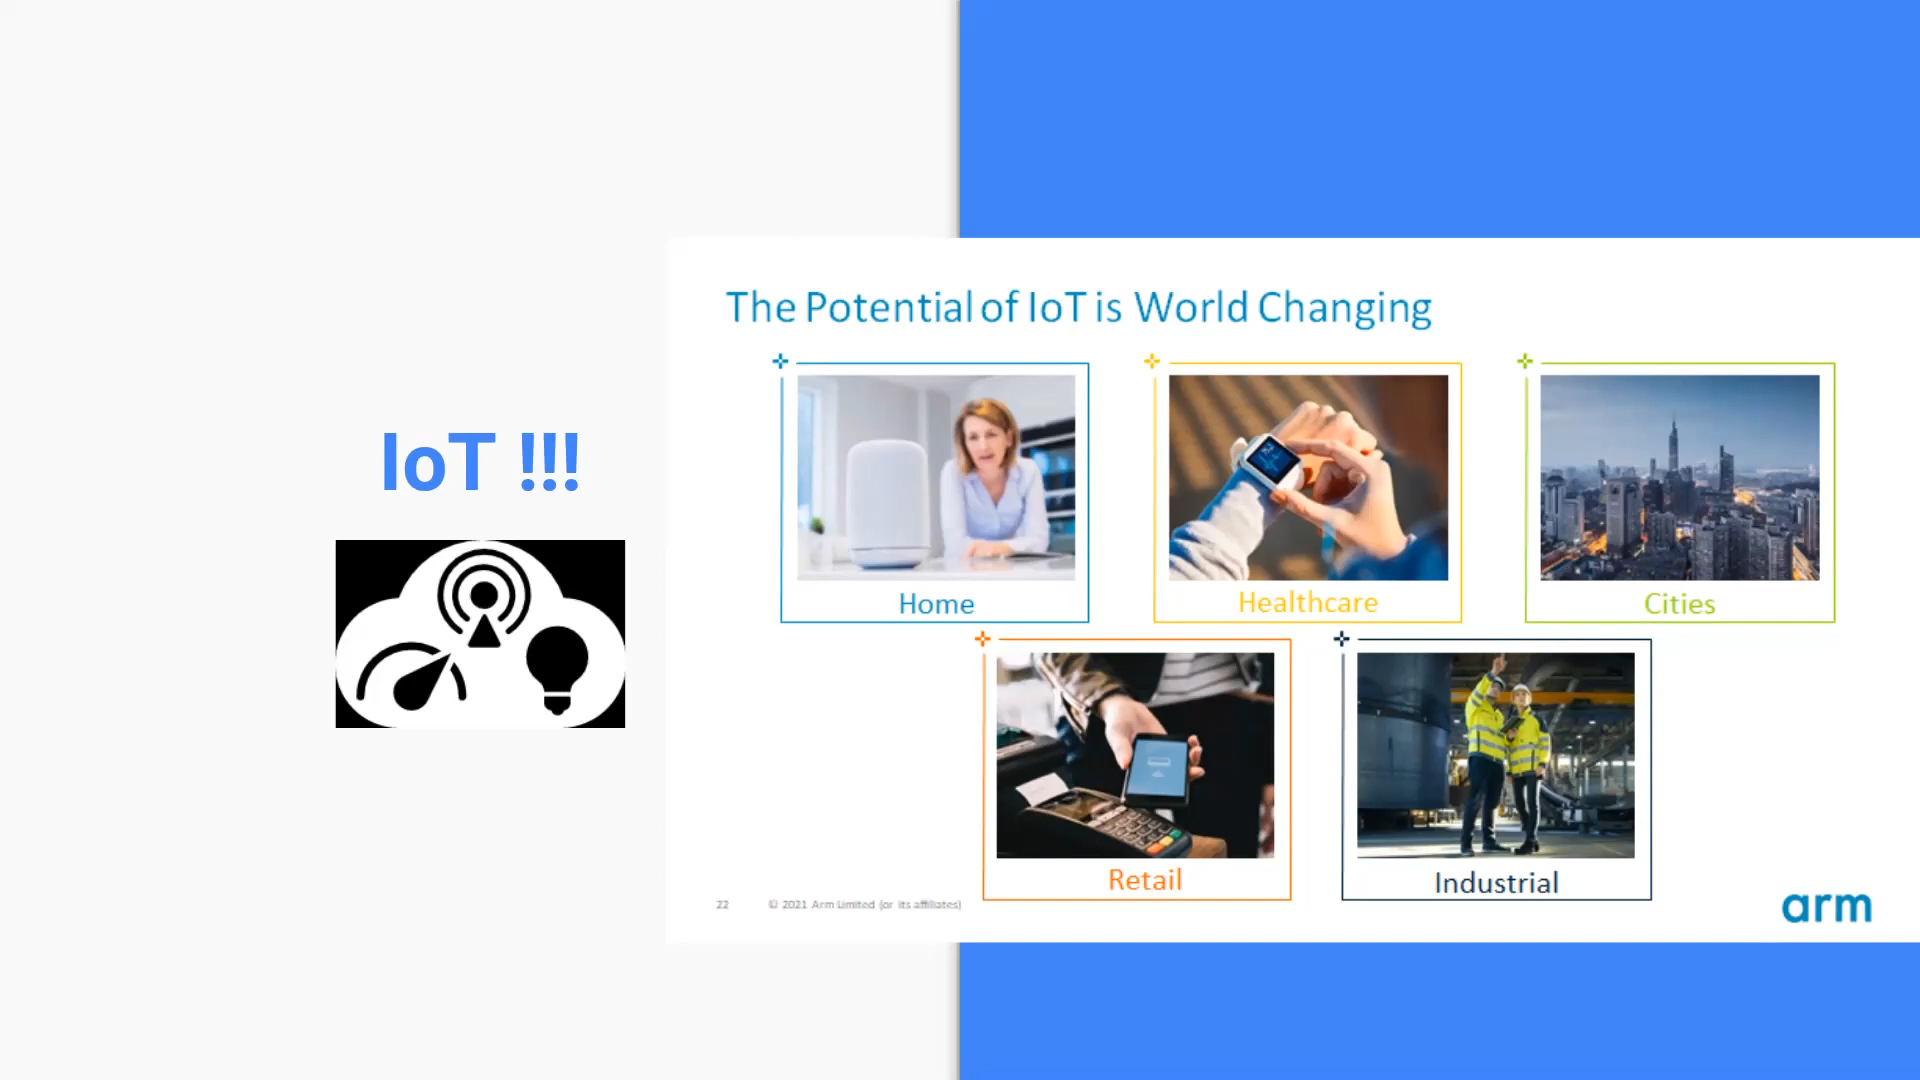 IoT !!!
The Potential of IoT is World Changing
Home
Healthcare
Cities
Retail
Industrial
22
© 2021 Arm Limited (or its affiliates)
arm